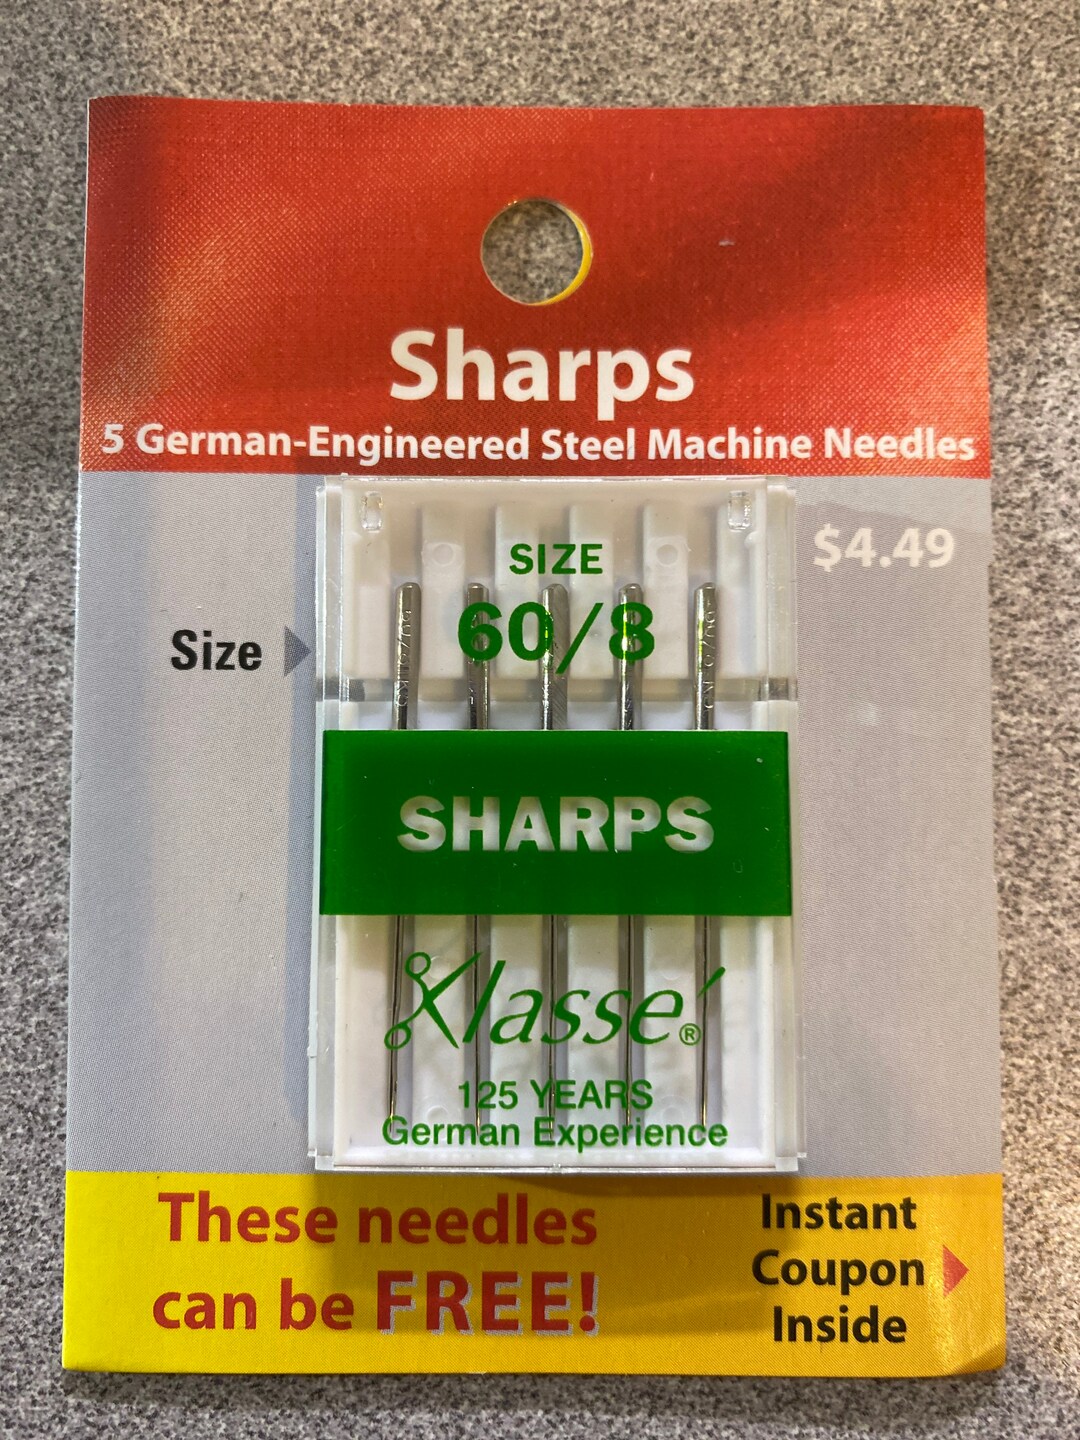 Sharps
5 German-Engineered Steel Machine Needles
$4.49
SIZE
60/8
Size
SHARPS
Klassé®
125 YEARS
German Experience
These needles
can be FREE!
Instant
Coupon
Inside